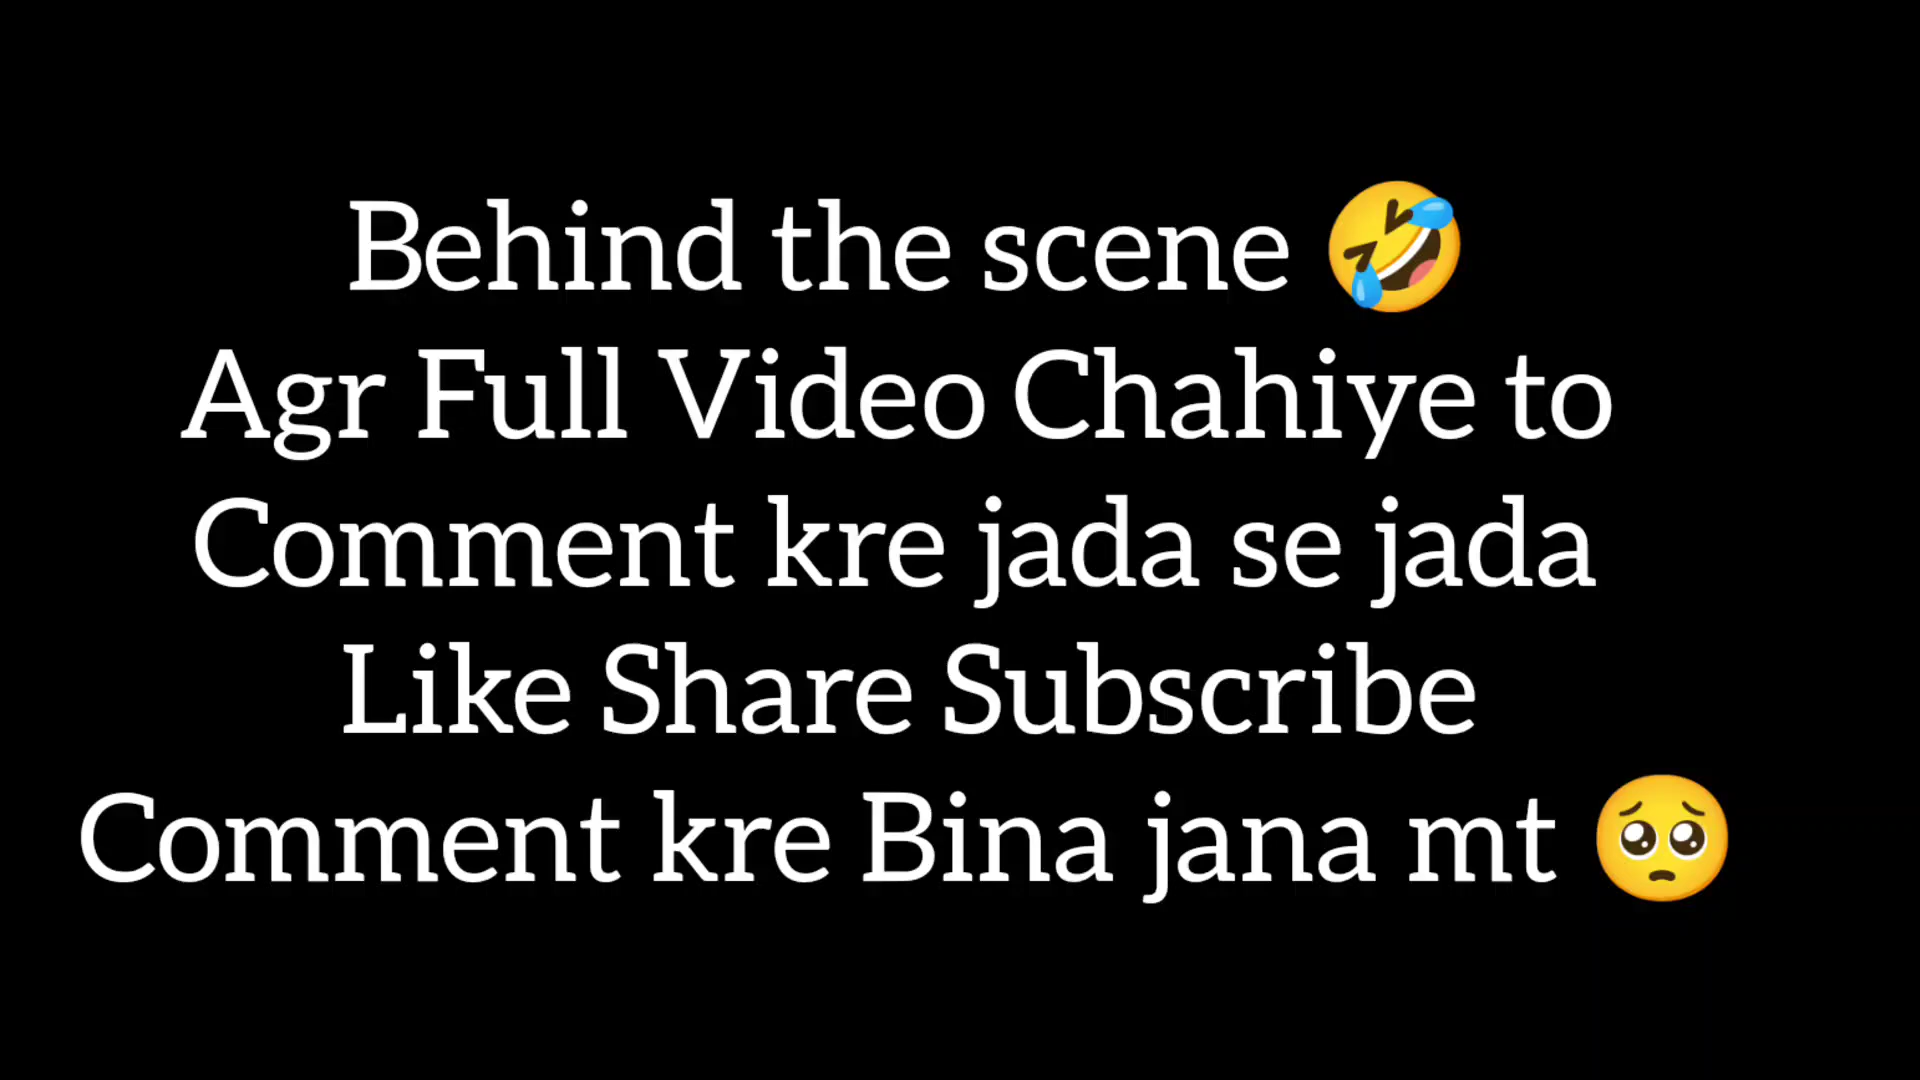 Behind the scene 🤣
Agr Full Video Chahiye to
Comment kre jada se jada
Like Share Subscribe
Comment kre Bina jana mt 🥺